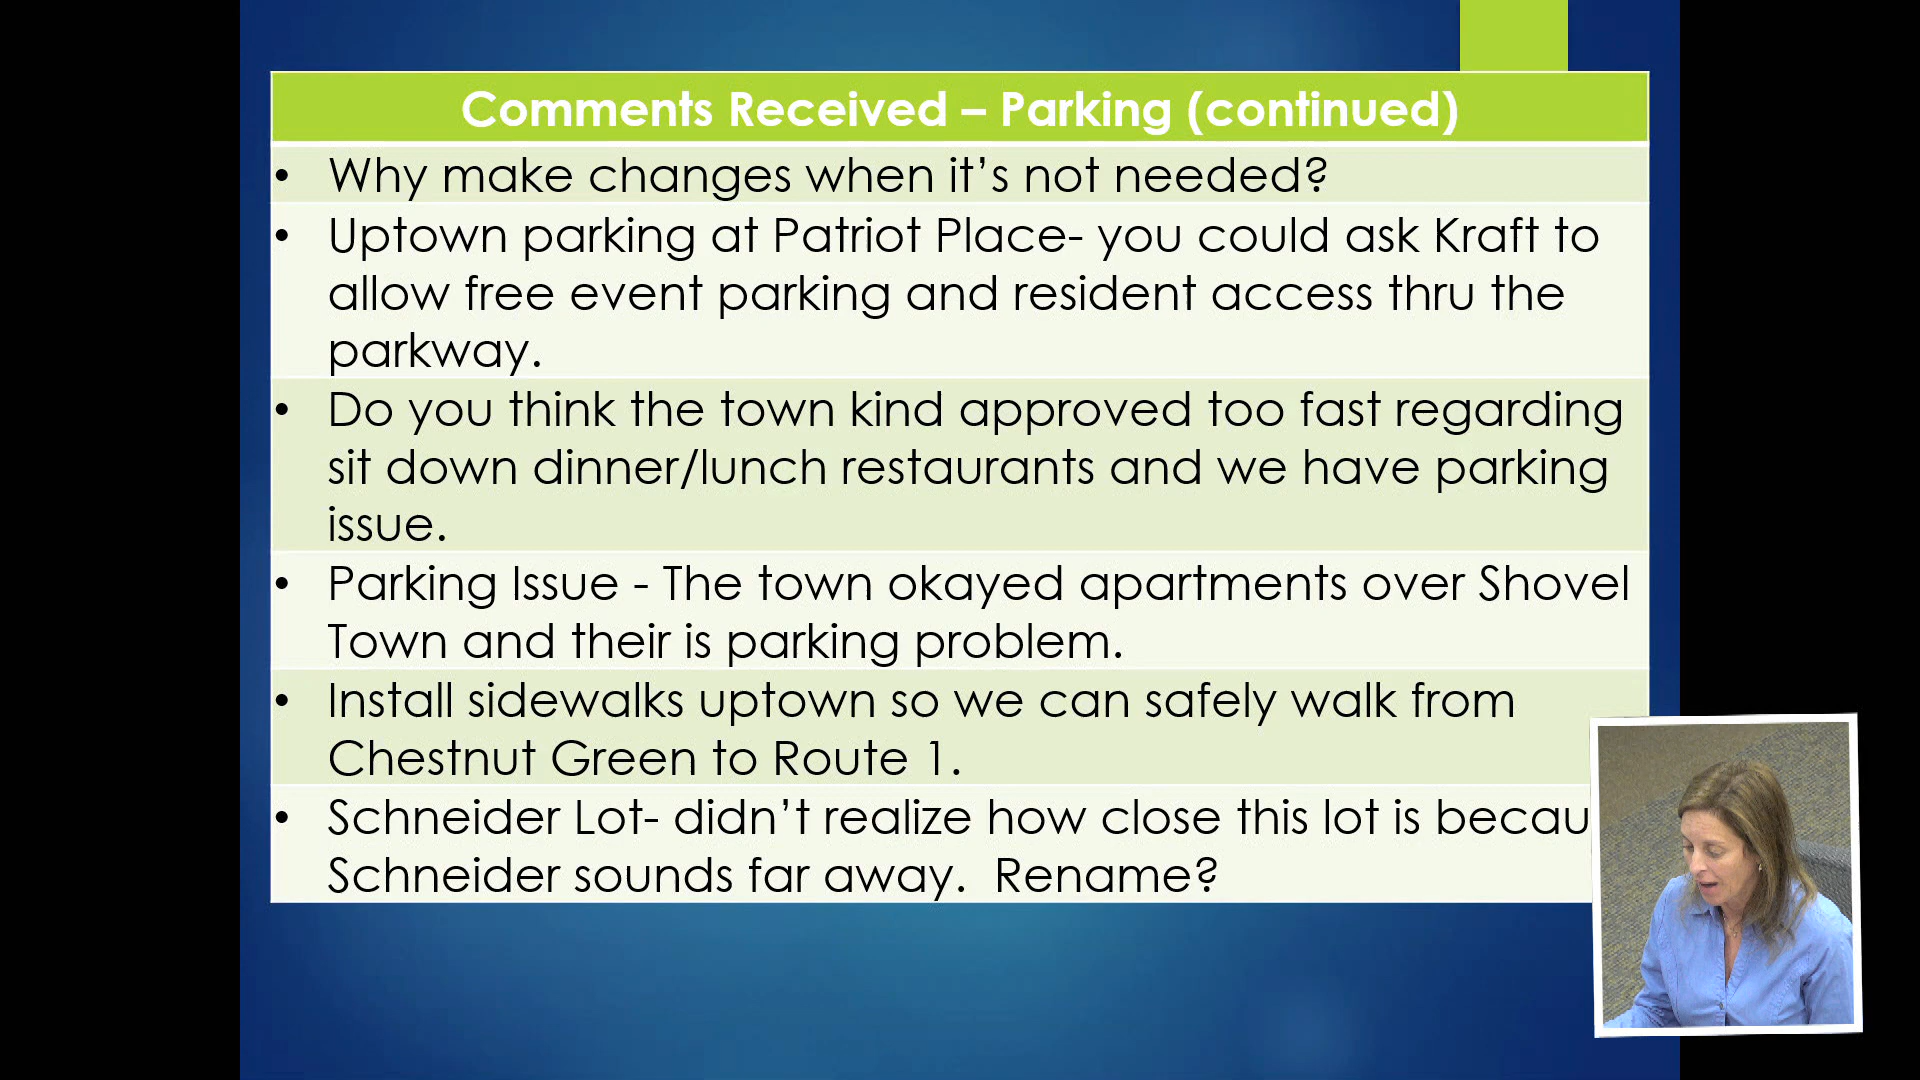 Comments Received – Parking (continued)
• Why make changes when it’s not needed?
• Uptown parking at Patriot Place- you could ask Kraft to
allow free event parking and resident access thru the
parkway.
• Do you think the town kind approved too fast regarding
sit down dinner/lunch restaurants and we have parking
issue.
• Parking Issue - The town okayed apartments over Shovel
Town and their is parking problem.
• Install sidewalks uptown so we can safely walk from
Chestnut Green to Route 1.
• Schneider Lot- didn’t realize how close this lot is becau
Schneider sounds far away.  Rename?